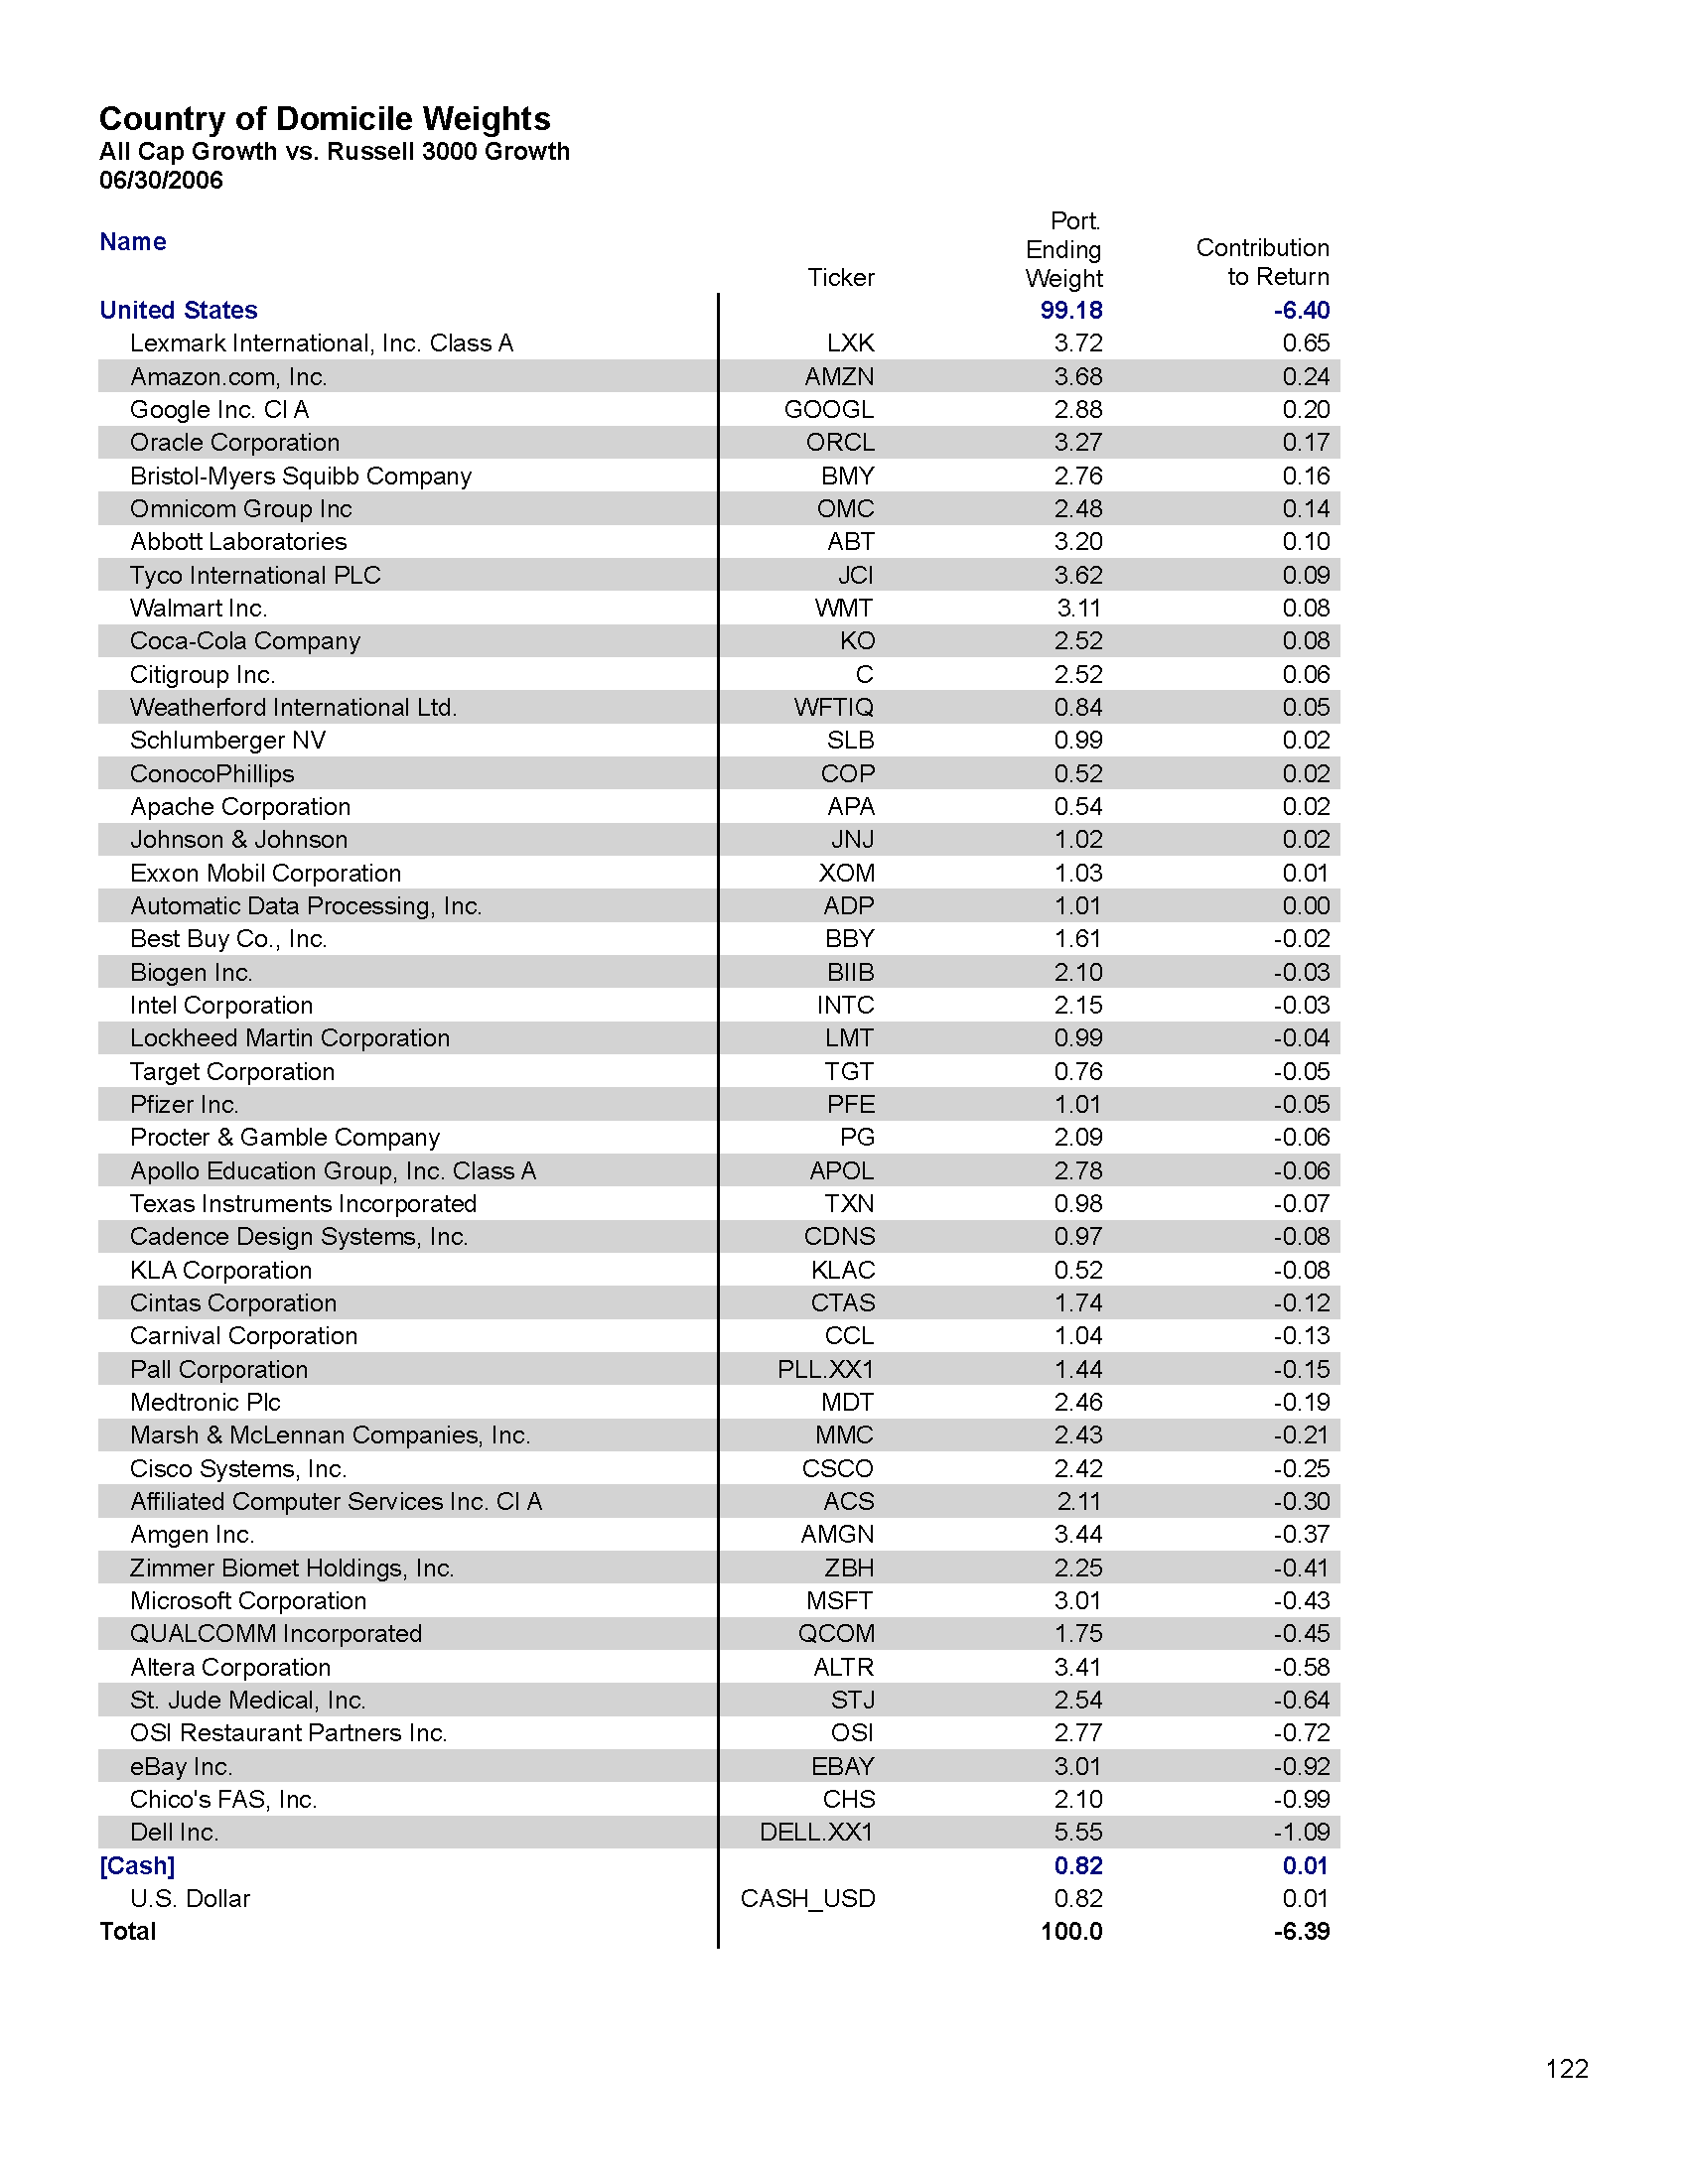 Country of Domicile Weights
All Cap Growth vs. Russell 3000 Growth
06/30/2006
Name Ticker Port. Ending Weight Contribution to Return
United States 99.18 -6.40
Lexmark International, Inc. Class A LXK 3.72 0.65
Amazon.com, Inc. AMZN 3.68 0.24
Google Inc. Cl A GOOGL 2.88 0.20
Oracle Corporation ORCL 3.27 0.17
Bristol-Myers Squibb Company BMY 2.76 0.16
Omnicom Group Inc OMC 2.48 0.14
Abbott Laboratories ABT 3.20 0.10
Tyco International PLC JCI 3.62 0.09
Walmart Inc. WMT 3.11 0.08
Coca-Cola Company KO 2.52 0.08
Citigroup Inc. C 2.52 0.06
Weatherford International Ltd. WFTIQ 0.84 0.05
Schlumberger NV SLB 0.99 0.02
ConocoPhillips COP 0.52 0.02
Apache Corporation APA 0.54 0.02
Johnson & Johnson JNJ 1.02 0.02
Exxon Mobil Corporation XOM 1.03 0.01
Automatic Data Processing, Inc. ADP 1.01 0.00
Best Buy Co., Inc. BBY 1.61 -0.02
Biogen Inc. BIIB 2.10 -0.03
Intel Corporation INTC 2.15 -0.03
Lockheed Martin Corporation LMT 0.99 -0.04
Target Corporation TGT 0.76 -0.05
Pfizer Inc. PFE 1.01 -0.05
Procter & Gamble Company PG 2.09 -0.06
Apollo Education Group, Inc. Class A APOL 2.78 -0.06
Texas Instruments Incorporated TXN 0.98 -0.07
Cadence Design Systems, Inc. CDNS 0.97 -0.08
KLA Corporation KLAC 0.52 -0.08
Cintas Corporation CTAS 1.74 -0.12
Carnival Corporation CCL 1.04 -0.13
Pall Corporation PLL.XX1 1.44 -0.15
Medtronic Plc MDT 2.46 -0.19
Marsh & McLennan Companies, Inc. MMC 2.43 -0.21
Cisco Systems, Inc. CSCO 2.42 -0.25
Affiliated Computer Services Inc. Cl A ACS 2.11 -0.30
Amgen Inc. AMGN 3.44 -0.37
Zimmer Biomet Holdings, Inc. ZBH 2.25 -0.41
Microsoft Corporation MSFT 3.01 -0.43
QUALCOMM Incorporated QCOM 1.75 -0.45
Altera Corporation ALTR 3.41 -0.58
St. Jude Medical, Inc. STJ 2.54 -0.64
OSI Restaurant Partners Inc. OSI 2.77 -0.72
eBay Inc. EBAY 3.01 -0.92
Chico's FAS, Inc. CHS 2.10 -0.99
Dell Inc. DELL.XX1 5.55 -1.09
[Cash] 0.82 0.01
U.S. Dollar CASH_USD 0.82 0.01
Total 100.0 -6.39
122